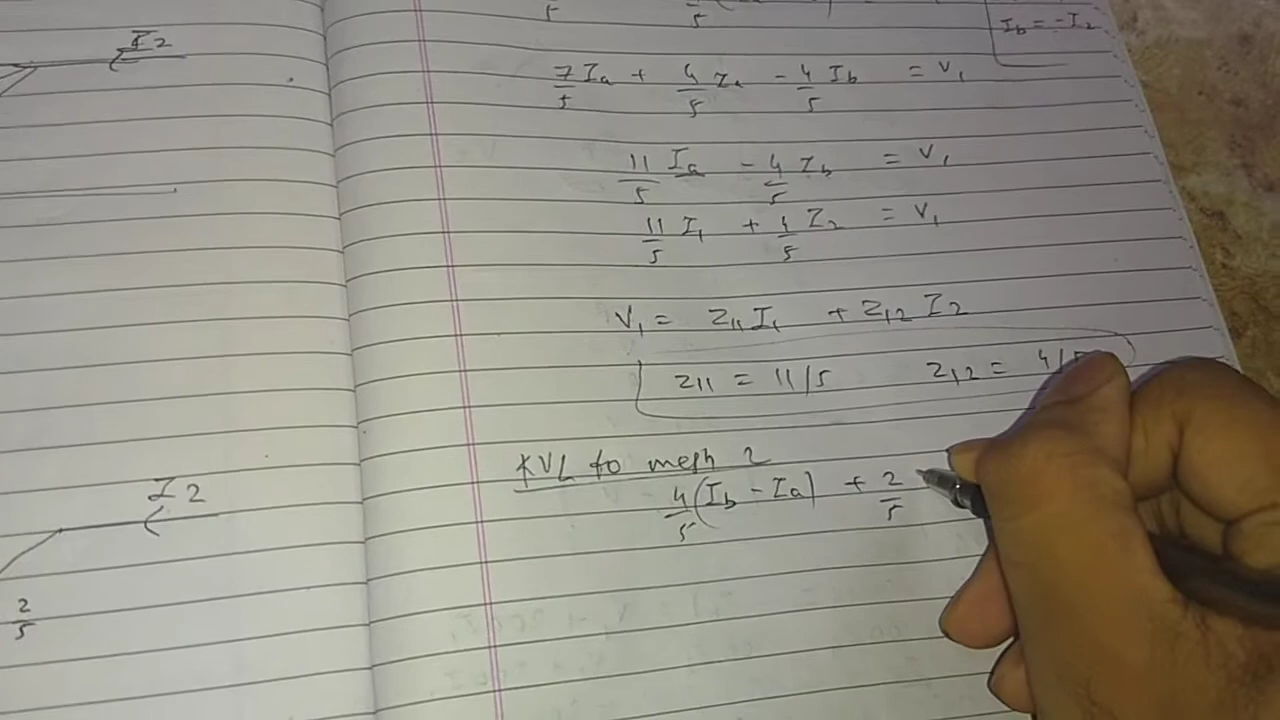 I2
I2
2/5
Ib = -I2
7/5 Ia + 4/5 Ia - 4/5 Ib = V1
11/5 Ia - 4/5 Ib = V1
11/5 I1 + 4/5 I2 = V1
V1 = Z11 I1 + Z12 I2
Z11 = 11/5 Z12 = 4/5
KVL to mesh 2
4/5 (Ib - Ia) + 2/5